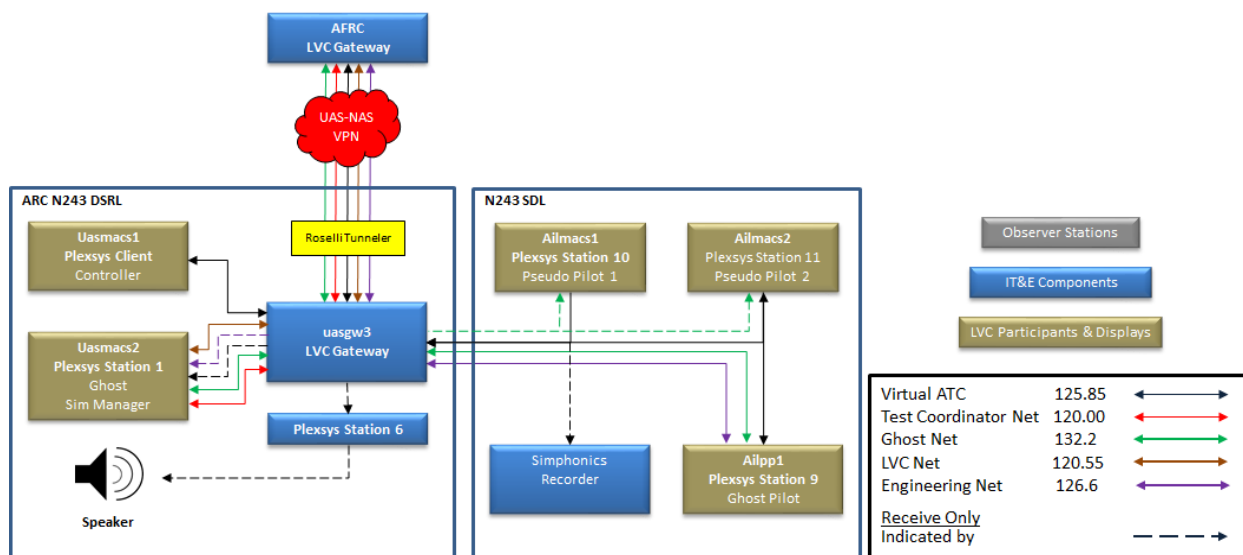 AFRC
LVC Gateway
UAS-NAS
VPN
ARC N243 DSRL
N243 SDL
Roselli Tunneler
Uasmacs1
Plexsys Client
Controller
Ailmacs1
Plexsys Station 10
Pseudo Pilot 1
Ailmacs2
Plexsys Station 11
Pseudo Pilot 2
Observer Stations
IT&E Components
LVC Participants & Displays
uasgw3
LVC Gateway
Uasmacs2
Plexsys Station 1
Ghost
Sim Manager
Plexsys Station 6
Speaker
Simphonics
Recorder
Ailpp1
Plexsys Station 9
Ghost Pilot
Virtual ATC 125.85
Test Coordinator Net 120.00
Ghost Net 132.2
LVC Net 120.55
Engineering Net 126.6
Receive Only
Indicated by